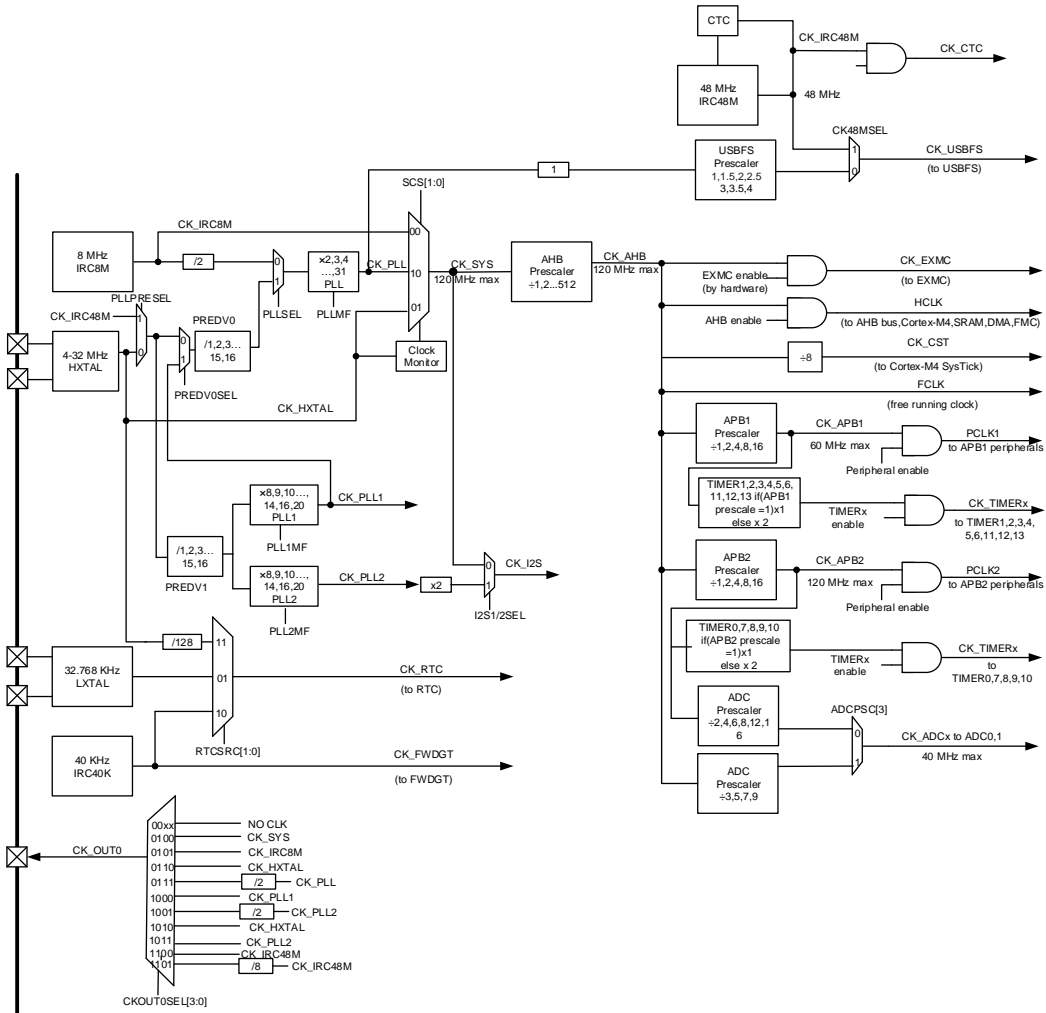 CTC
CK_IRC48M
CK_CTC
48 MHz
IRC48M
48 MHz
CK48MSEL
1
0
CK_USBFS
(to USBFS)
USBFS
Prescaler
1,1.5,2,2.5
3,3.5,4
1
SCS[1:0]
CK_IRC8M
00
8 MHz
IRC8M
/2
0
1
PLLSEL
×2,3,4
…,31
PLL
PLLMF
CK_PLL
10
01
CK_SYS
120 MHz max
AHB
Prescaler
÷1,2...512
CK_AHB
120 MHz max
EXMC enable
(by hardware)
CK_EXMC
(to EXMC)
AHB enable
HCLK
(to AHB bus,Cortex-M4,SRAM,DMA,FMC)
÷8
CK_CST
(to Cortex-M4 SysTick)
FCLK
(free running clock)
PLLPRESEL
CK_IRC48M
1
0
4-32 MHz
HXTAL
PREDV0
0
1
/1,2,3…
15,16
PREDV0SEL
Clock
Monitor
CK_HXTAL
APB1
Prescaler
÷1,2,4,8,16
CK_APB1
60 MHz max
Peripheral enable
PCLK1
to APB1 peripherals
TIMER1,2,3,4,5,6,
11,12,13 if(APB1
prescale =1)x1
else x 2
TIMERx
enable
CK_TIMERx
to TIMER1,2,3,4,
5,6,11,12,13
×8,9,10…,
14,16,20
PLL1
PLL1MF
CK_PLL1
/1,2,3…
15,16
PREDV1
×8,9,10…,
14,16,20
PLL2
PLL2MF
CK_PLL2
x2
0
1
CK_I2S
I2S1/2SEL
APB2
Prescaler
÷1,2,4,8,16
CK_APB2
120 MHz max
Peripheral enable
PCLK2
to APB2 peripherals
TIMER0,7,8,9,10
if(APB2 prescale
=1)x1
else x 2
TIMERx
enable
CK_TIMERx
to
TIMER0,7,8,9,10
/128
11
01
10
32.768 KHz
LXTAL
CK_RTC
(to RTC)
RTCSRC[1:0]
40 KHz
IRC40K
CK_FWDGT
(to FWDGT)
ADC
Prescaler
÷2,4,6,8,12,1
6
ADCPSC[3]
0
1
CK_ADCx to ADC0,1
40 MHz max
ADC
Prescaler
÷3,5,7,9
CK_OUT0
00xx NO CLK
0100 CK_SYS
0101 CK_IRC8M
0110 CK_HXTAL
0111 /2 CK_PLL
1000 CK_PLL1
1001 /2 CK_PLL2
1010 CK_HXTAL
1011 CK_PLL2
1100 CK_IRC48M
1101 /8 CK_IRC48M
CKOUT0SEL[3:0]